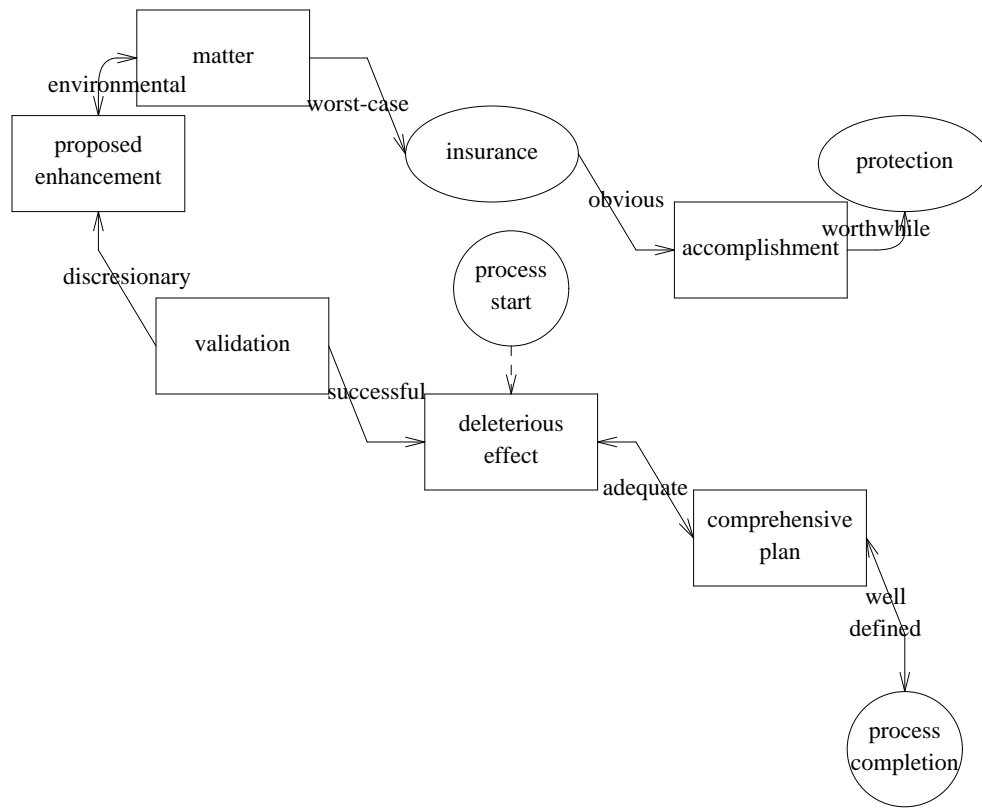 matter
environmental
worst-case
proposed
enhancement
insurance
protection
obvious
accomplishment
worthwhile
process
start
discresionary
validation
successful
deleterious
effect
adequate
comprehensive
plan
well
defined
process
completion